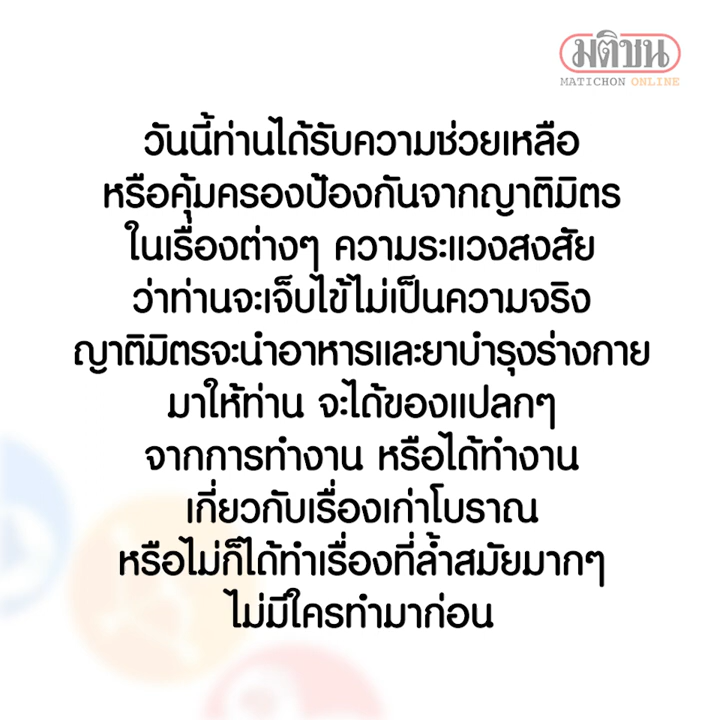 มติชน
MATICHON ONLINE
วันนี้ท่านได้รับความช่วยเหลือ
หรือคุ้มครองป้องกันจากญาติมิตร
ในเรื่องต่างๆ ความระแวงสงสัย
ว่าท่านจะเจ็บไข้ไม่เป็นความจริง
ญาติมิตรจะนำอาหารและยาบำรุงร่างกาย
มาให้ท่าน จะได้ของแปลกๆ
จากการทำงาน หรือได้ทำงาน
เกี่ยวกับเรื่องเก่าโบราณ
หรือไม่ก็ได้ทำเรื่องที่ล้ำสมัยมากๆ
ไม่มีใครทำมาก่อน